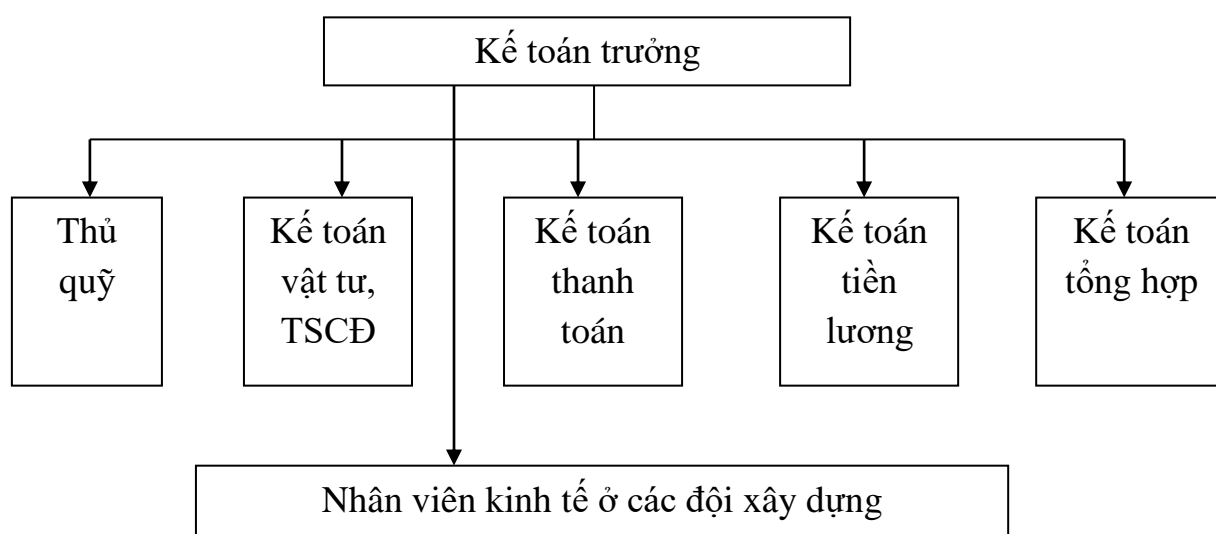 Kế toán trưởng
Thủ
quỹ
Kế toán
vật tư,
TSCĐ
Kế toán
thanh
toán
Kế toán
tiền
lương
Kế toán
tổng hợp
Nhân viên kinh tế ở các đội xây dựng